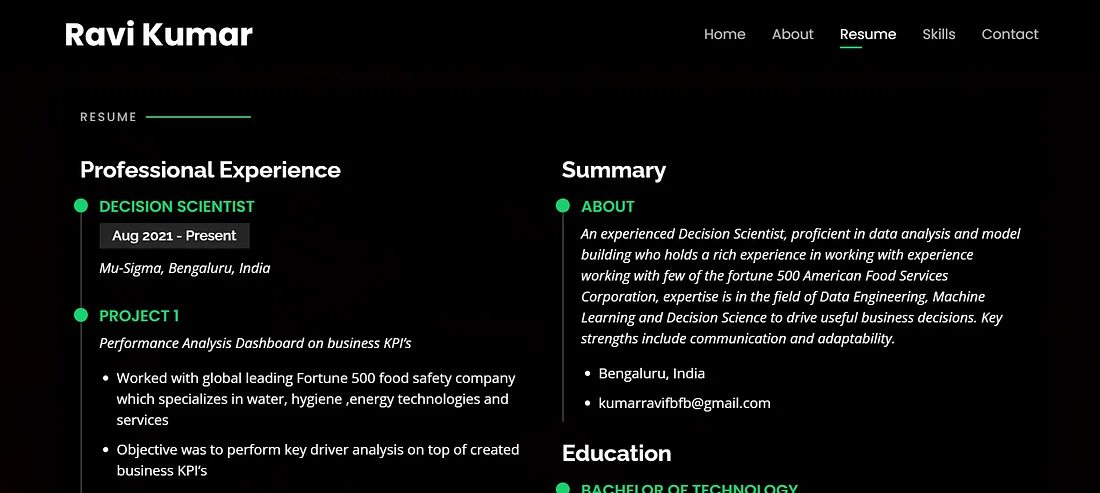 Ravi Kumar
Home About Resume Skills Contact
RESUME
Professional Experience
DECISION SCIENTIST
Aug 2021 - Present
Mu-Sigma, Bengaluru, India
PROJECT 1
Performance Analysis Dashboard on business KPI's
Worked with global leading Fortune 500 food safety company
which specializes in water, hygiene ,energy technologies and
services
Objective was to perform key driver analysis on top of created
business KPI's
Summary
ABOUT
An experienced Decision Scientist, proficient in data analysis and model
building who holds a rich experience in working with experience
working with few of the fortune 500 American Food Services
Corporation, expertise is in the field of Data Engineering, Machine
Learning and Decision Science to drive useful business decisions. Key
strengths include communication and adaptability.
Bengaluru, India
kumarravifbfb@gmail.com
Education
BACHELOR OF TECHNOLOGY